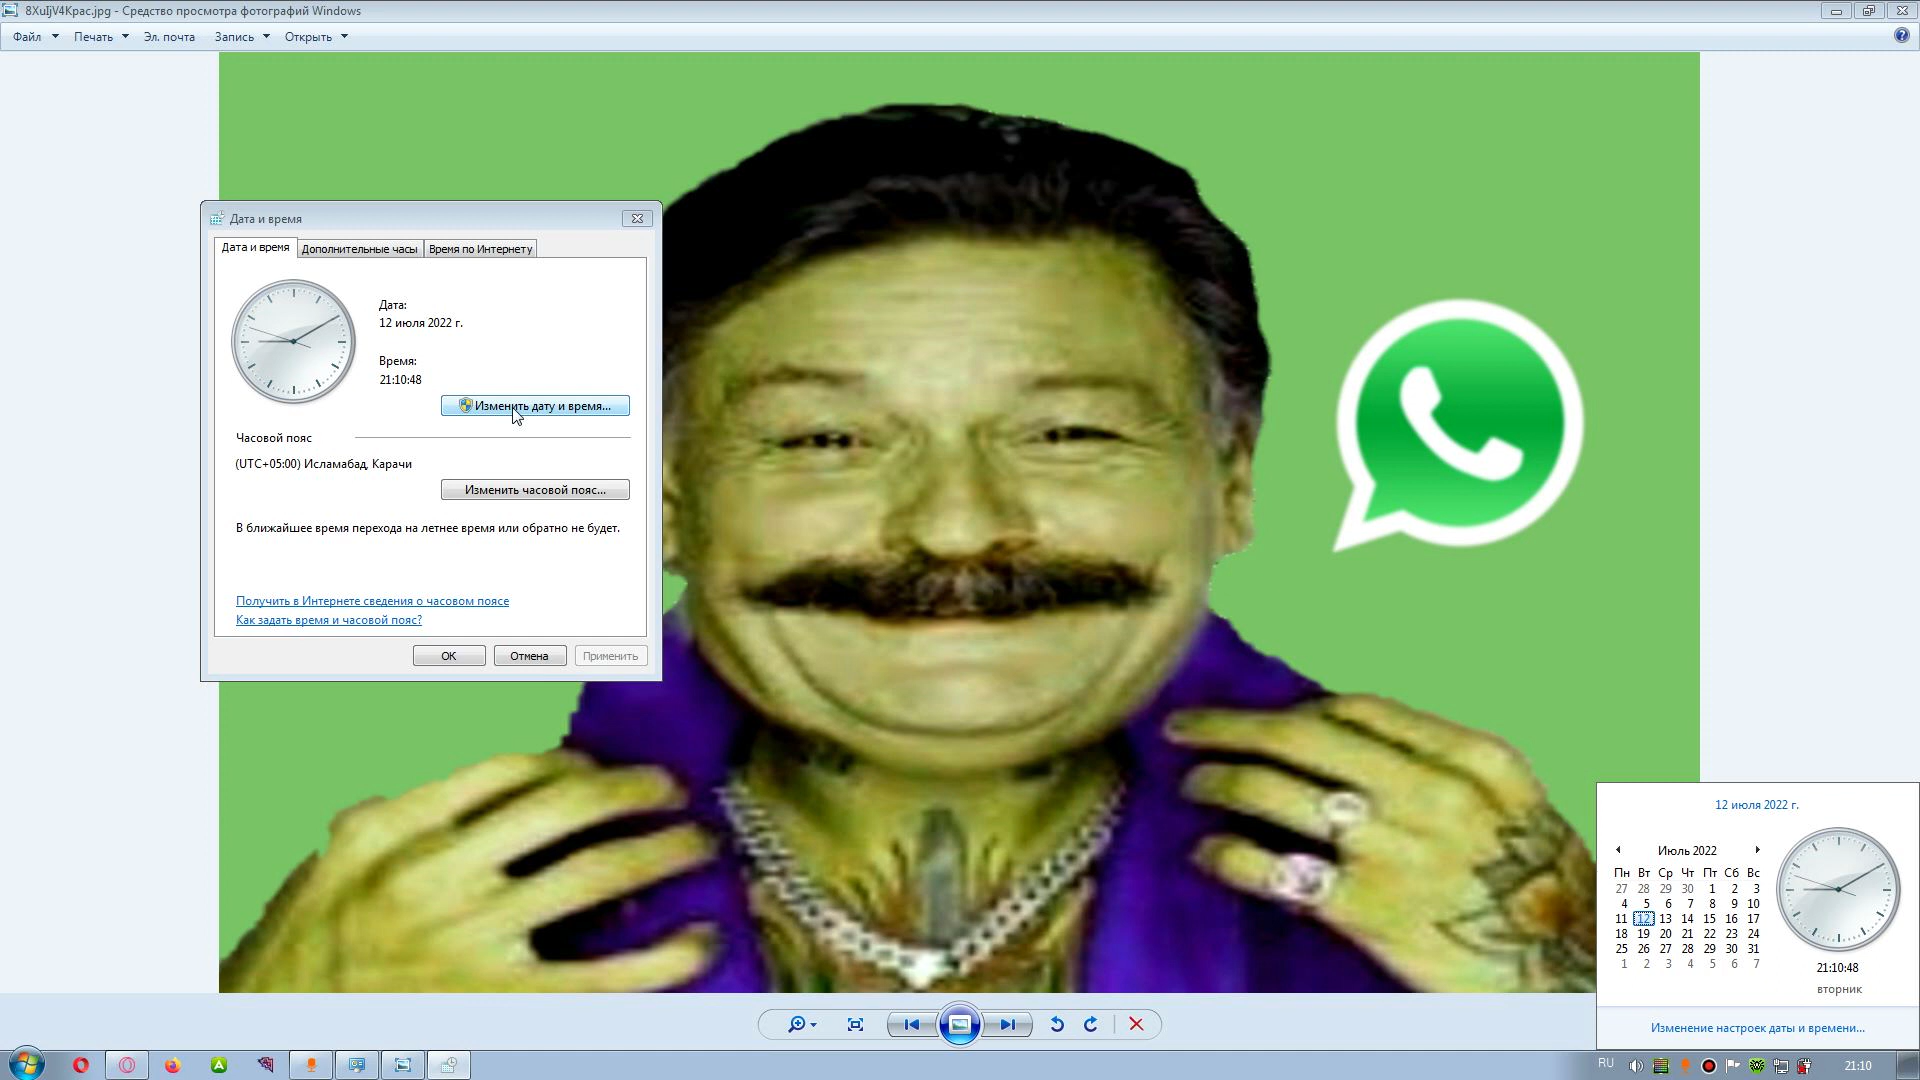 8XuIjV4Kpac.jpg - Средство просмотра фотографий Windows
Файл Печать Эл. почта Запись Открыть
Дата и время
Дата и время Дополнительные часы Время по Интернету
Дата:
12 июля 2022 г.
Время:
21:10:48
Изменить дату и время...
Часовой пояс
(UTC+05:00) Исламабад, Карачи
Изменить часовой пояс...
В ближайшее время перехода на летнее время или обратно не будет.
Получить в Интернете сведения о часовом поясе
Как задать время и часовой пояс?
ОК Отмена Применить
12 июля 2022 г.
Июль 2022
Пн Вт Ср Чт Пт Сб Вс
27 28 29 30 1 2 3
4 5 6 7 8 9 10
11 12 13 14 15 16 17
18 19 20 21 22 23 24
25 26 27 28 29 30 31
1 2 3 4 5 6 7
21:10:48
вторник
Изменение настроек даты и времени...
RU 21:10